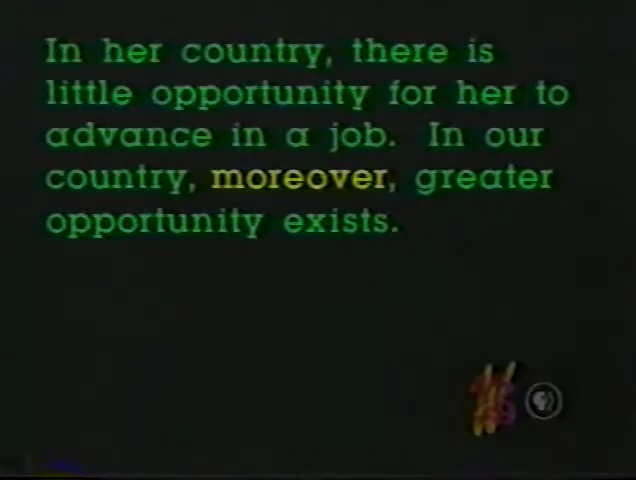 In her country, there is
little opportunity for her to
advance in a job. In our
country, moreover, greater
opportunity exists.